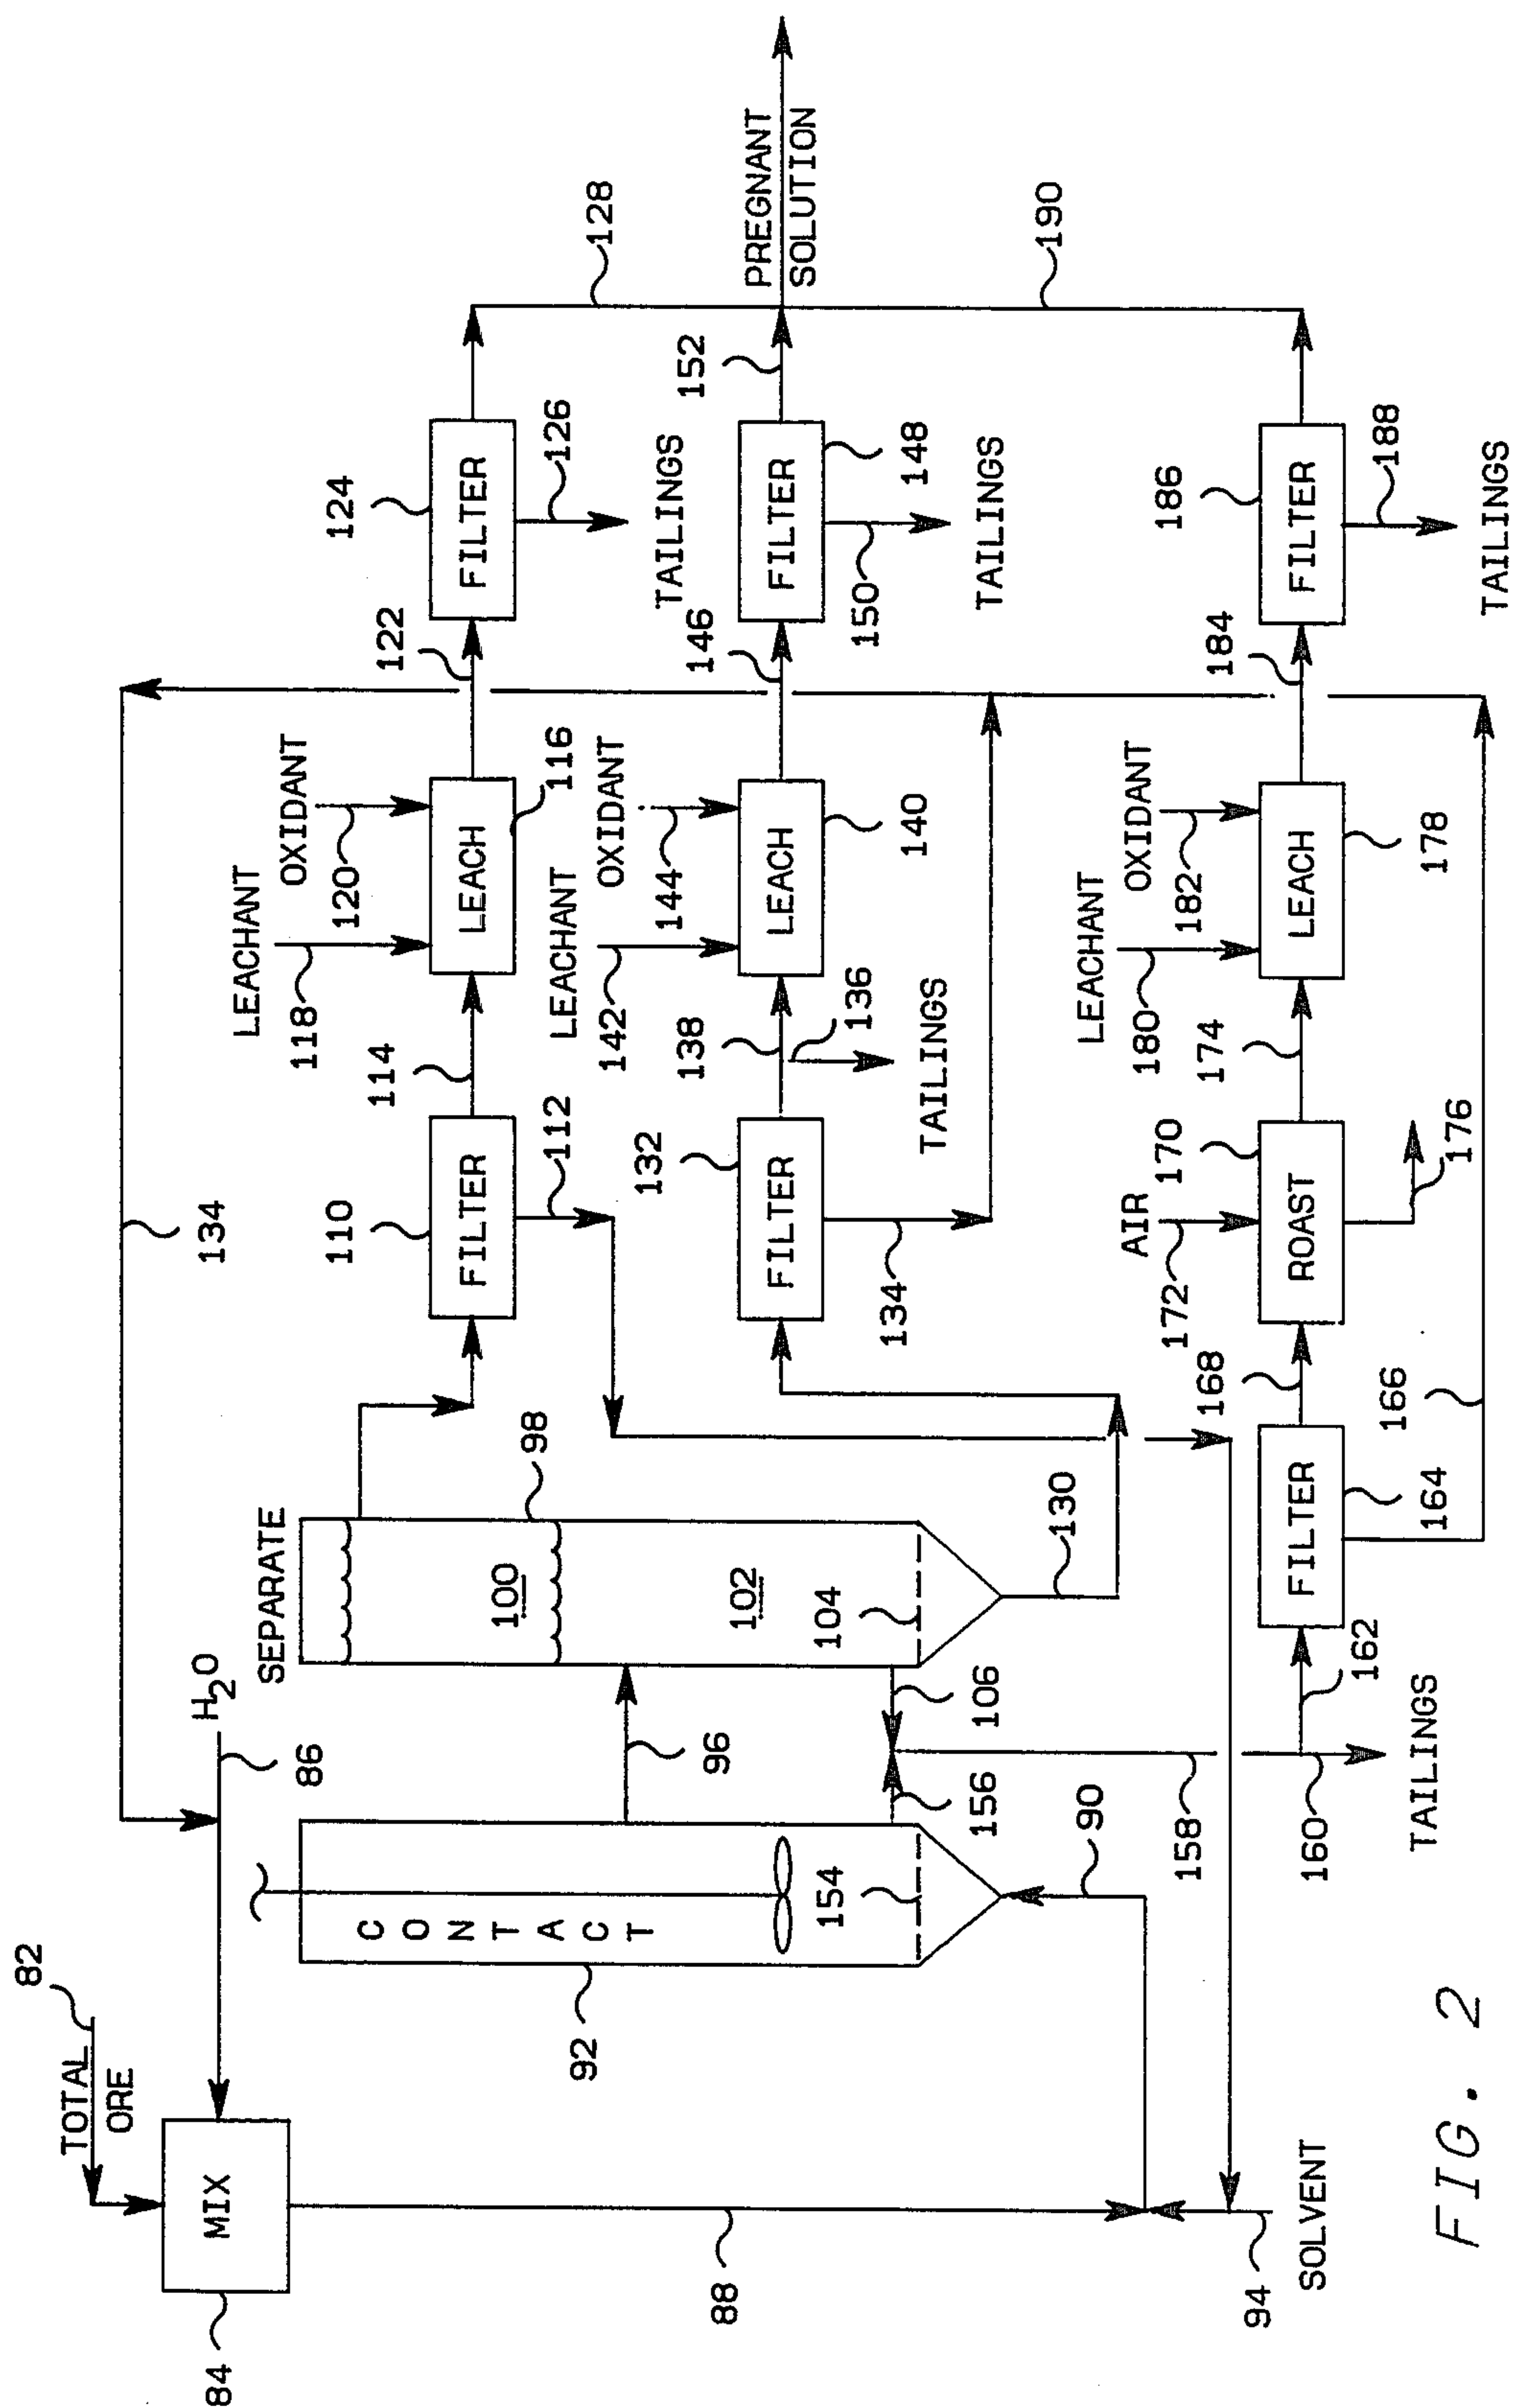 TOTAL
ORE
82
MIX
84
H2O
86
134
88
SOLVENT
94
90
CONTACT
92
154
156
96
SEPARATE
98
100
102
104
106
130
158
160
TAILINGS
162
FILTER
110
112
114
LEACHANT
118
OXIDANT
120
LEACH
116
122
FILTER
124
126
TAILINGS
128
FILTER
132
134
136
TAILINGS
138
LEACHANT
142
OXIDANT
144
LEACH
140
146
FILTER
148
150
TAILINGS
152
PREGNANT
SOLUTION
FILTER
164
166
168
AIR
172
ROAST
170
176
174
LEACHANT
180
OXIDANT
182
LEACH
178
184
FILTER
186
188
TAILINGS
190
FIG. 2